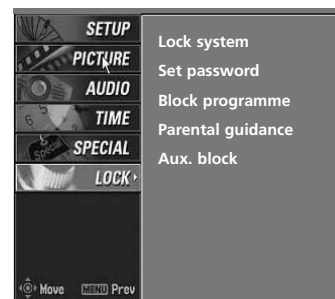 SETUP
PICTURE
AUDIO
TIME
SPECIAL
Special
LOCK
Move MENU Prev
Lock system
Set password
Block programme
Parental guidance
Aux. block